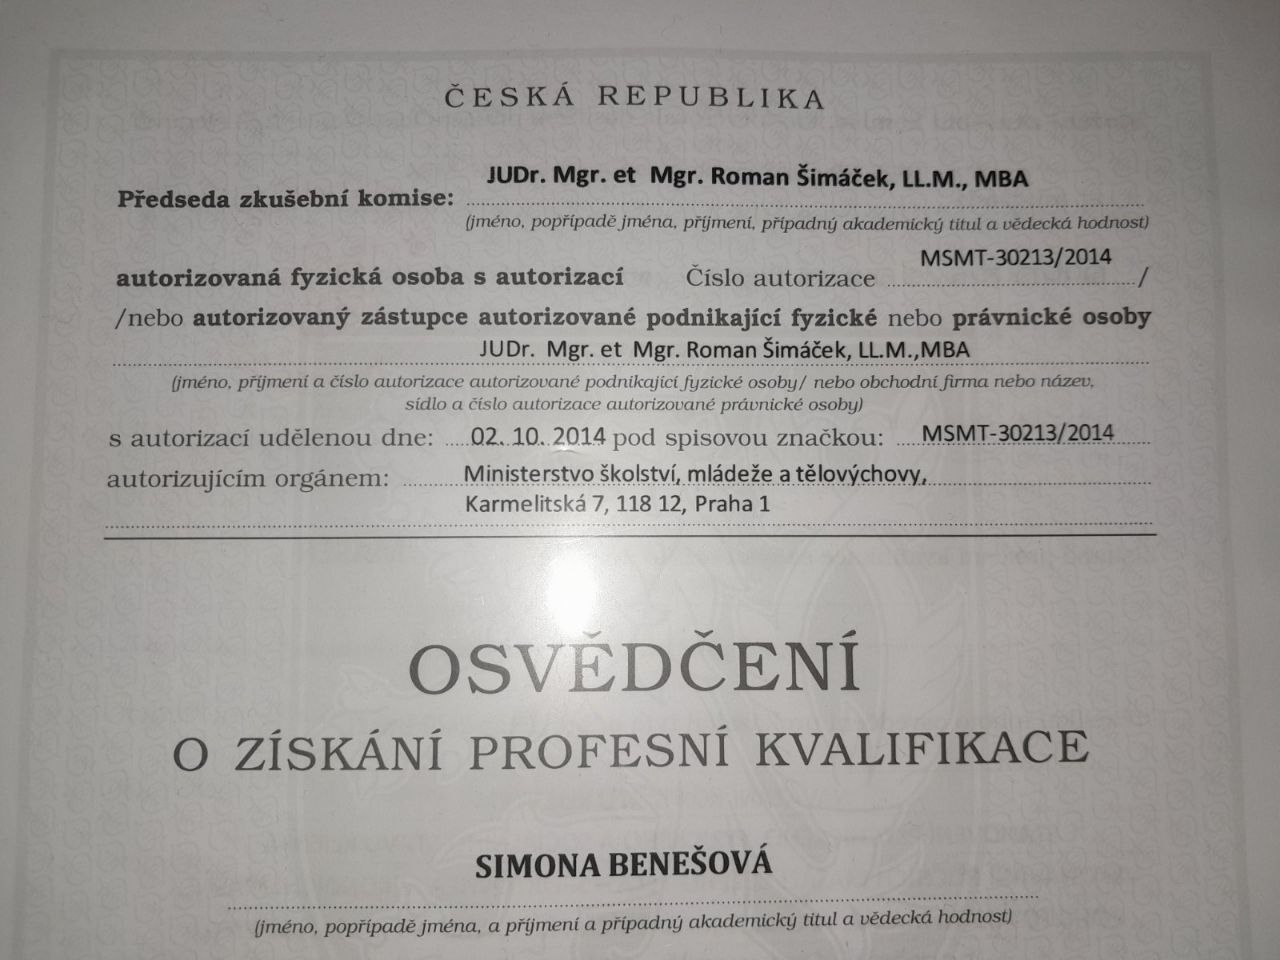 ČESKÁ REPUBLIKA
JUDr. Mgr. et Mgr. Roman Šimáček, LL.M., MBA
Předseda zkušební komise:
(jméno, popřípadě jména, příjmení, případný akademický titul a vědecká hodnost)
MSMT-30213/2014
autorizovaná fyzická osoba s autorizací Číslo autorizace /
/nebo autorizovaný zástupce autorizované podnikající fyzické nebo právnické osoby
JUDr. Mgr. et Mgr. Roman Šimáček, LL.M.,MBA
(jméno, příjmení a číslo autorizace autorizované podnikající fyzické osoby/ nebo obchodní firma nebo název,
sídlo a číslo autorizace autorizované právnické osoby)
s autorizací udělenou dne: 02. 10. 2014 pod spisovou značkou: MSMT-30213/2014
autorizujícím orgánem: Ministerstvo školství, mládeže a tělovýchovy,
Karmelitská 7, 118 12, Praha 1
OSVĚDČENÍ
O ZÍSKÁNÍ PROFESNÍ KVALIFIKACE
SIMONA BENEŠOVÁ
(jméno, popřípadě jména, a příjmení a případný akademický titul a vědecká hodnost)